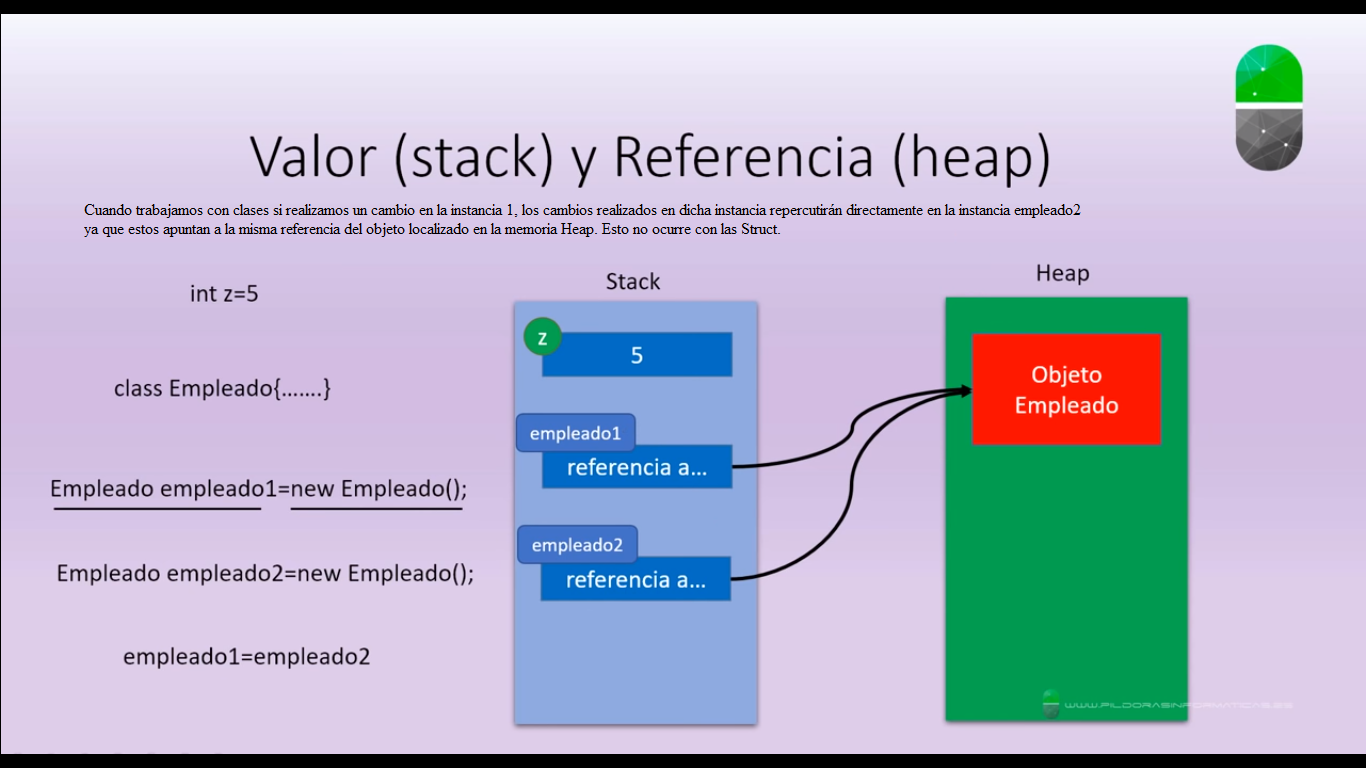 Valor (stack) y Referencia (heap)
Cuando trabajamos con clases si realizamos un cambio en la instancia 1, los cambios realizados en dicha instancia repercutirán directamente en la instancia empleado2
ya que estos apuntan a la misma referencia del objeto localizado en la memoria Heap. Esto no ocurre con las Struct.
int z=5
class Empleado{.......}
Empleado empleado1=new Empleado();
Empleado empleado2=new Empleado();
empleado1=empleado2
Stack
z
5
empleado1
referencia a...
empleado2
referencia a...
Heap
Objeto
Empleado
WWW.PILDORASINFORMATICAS.ES